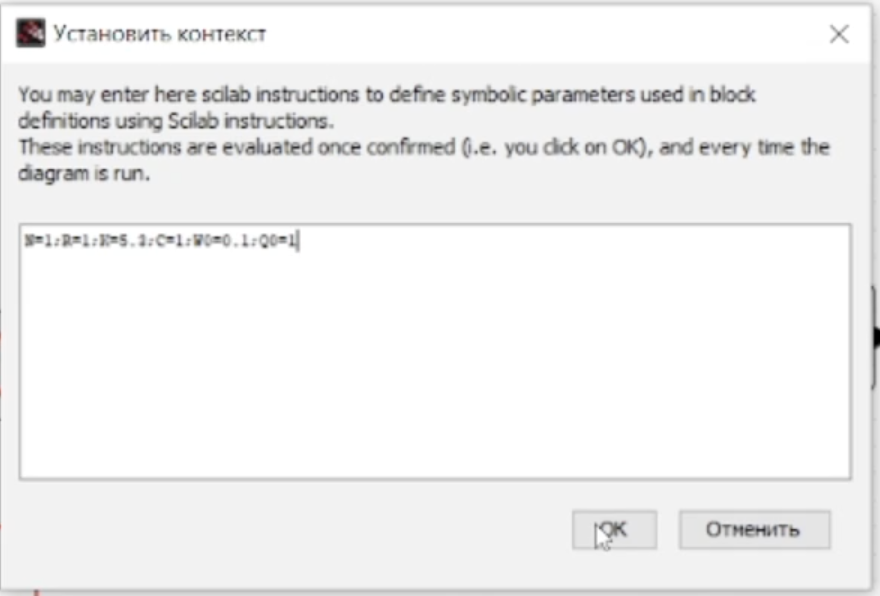 Установить контекст
You may enter here scilab instructions to define symbolic parameters used in block
definitions using Scilab instructions.
These instructions are evaluated once confirmed (i.e. you click on OK), and every time the
diagram is run.
N=1;R=1;K=5.3;C=1;W0=0.1;Q0=1
OK
Отменить